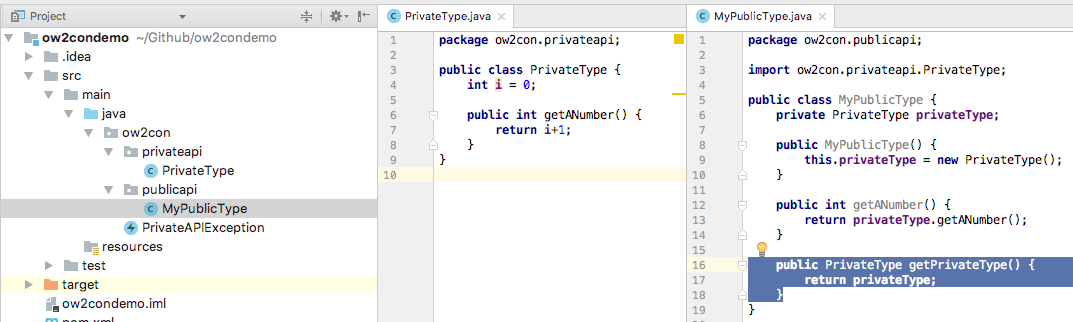 Project
ow2condemo ~/Github/ow2condemo
.idea
src
main
java
ow2con
privateapi
PrivateType
publicapi
MyPublicType
PrivateAPIException
resources
test
target
ow2condemo.iml
pom.xml
PrivateType.java
1 package ow2con.privateapi;
2
3 public class PrivateType {
4 int i = 0;
5
6 public int getANumber() {
7 return i+1;
8 }
9 }
10
MyPublicType.java
1 package ow2con.publicapi;
2
3 import ow2con.privateapi.PrivateType;
4
5 public class MyPublicType {
6 private PrivateType privateType;
7
8 public MyPublicType() {
9 this.privateType = new PrivateType();
10 }
11
12 public int getANumber() {
13 return privateType.getANumber();
14 }
15
16 public PrivateType getPrivateType() {
17 return privateType;
18 }
19 }